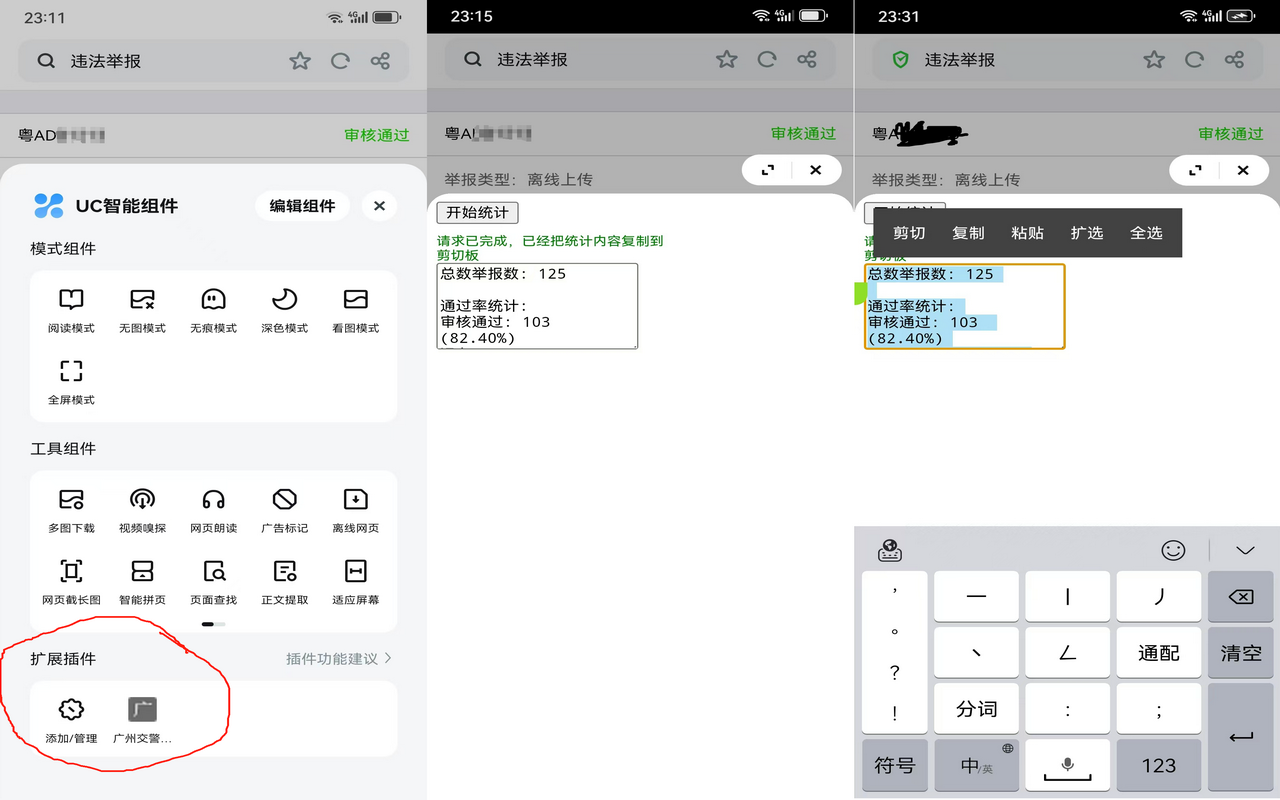 23:11
4G
违法举报
粤AD
审核通过
UC智能组件
编辑组件
模式组件
阅读模式
无图模式
无痕模式
深色模式
看图模式
全屏模式
工具组件
多图下载
视频嗅探
网页朗读
广告标记
离线网页
网页截长图
智能拼页
页面查找
正文提取
适应屏幕
扩展插件
插件功能建议
添加/管理
广
广州交警...
23:15
4G
违法举报
粤A
审核通过
举报类型：离线上传
开始统计
请求已完成，已经把统计内容复制到
剪切板
总数举报数: 125
通过率统计:
审核通过: 103
(82.40%)
23:31
4G
违法举报
粤A
审核通过
举报类型：离线上传
剪切
复制
粘贴
扩选
全选
总数举报数: 125
通过率统计:
审核通过: 103
(82.40%)
，
。
?
!
一
丨
丿
丶
ㄥ
通配
清空
分词
:
;
符号
中/英
123